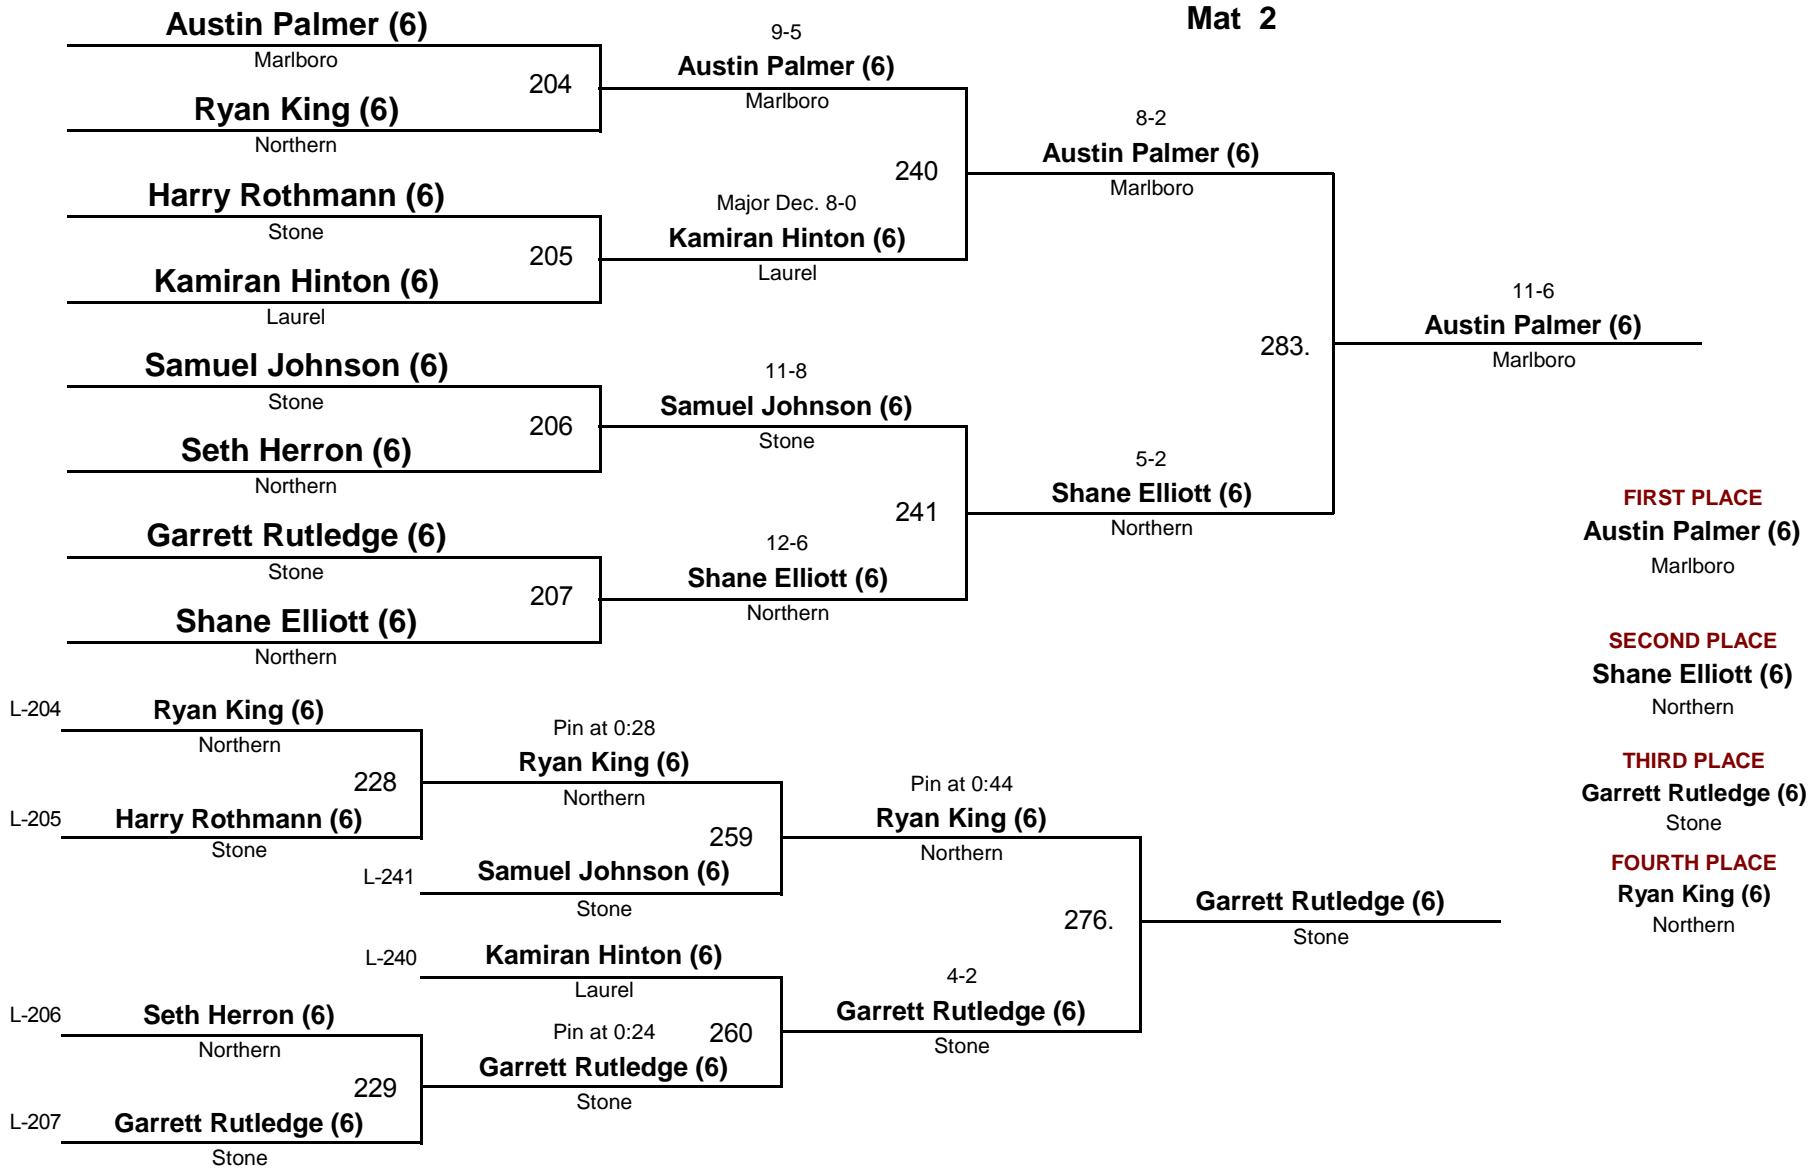 Mat 2
Austin Palmer (6)
Marlboro
204
Ryan King (6)
Northern
Harry Rothmann (6)
Stone
205
Kamiran Hinton (6)
Laurel
Samuel Johnson (6)
Stone
206
Seth Herron (6)
Northern
Garrett Rutledge (6)
Stone
207
Shane Elliott (6)
Northern
9-5
Austin Palmer (6)
Marlboro
240
Major Dec. 8-0
Kamiran Hinton (6)
Laurel
11-8
Samuel Johnson (6)
Stone
241
12-6
Shane Elliott (6)
Northern
8-2
Austin Palmer (6)
Marlboro
283.
5-2
Shane Elliott (6)
Northern
11-6
Austin Palmer (6)
Marlboro
FIRST PLACE
Austin Palmer (6)
Marlboro
SECOND PLACE
Shane Elliott (6)
Northern
THIRD PLACE
Garrett Rutledge (6)
Stone
FOURTH PLACE
Ryan King (6)
Northern
L-204
Ryan King (6)
Northern
228
L-205
Harry Rothmann (6)
Stone
L-206
Seth Herron (6)
Northern
229
L-207
Garrett Rutledge (6)
Stone
Pin at 0:28
Ryan King (6)
Northern
259
L-241
Samuel Johnson (6)
Stone
L-240
Kamiran Hinton (6)
Laurel
260
Pin at 0:24
Garrett Rutledge (6)
Stone
Pin at 0:44
Ryan King (6)
Northern
276.
4-2
Garrett Rutledge (6)
Stone
Garrett Rutledge (6)
Stone